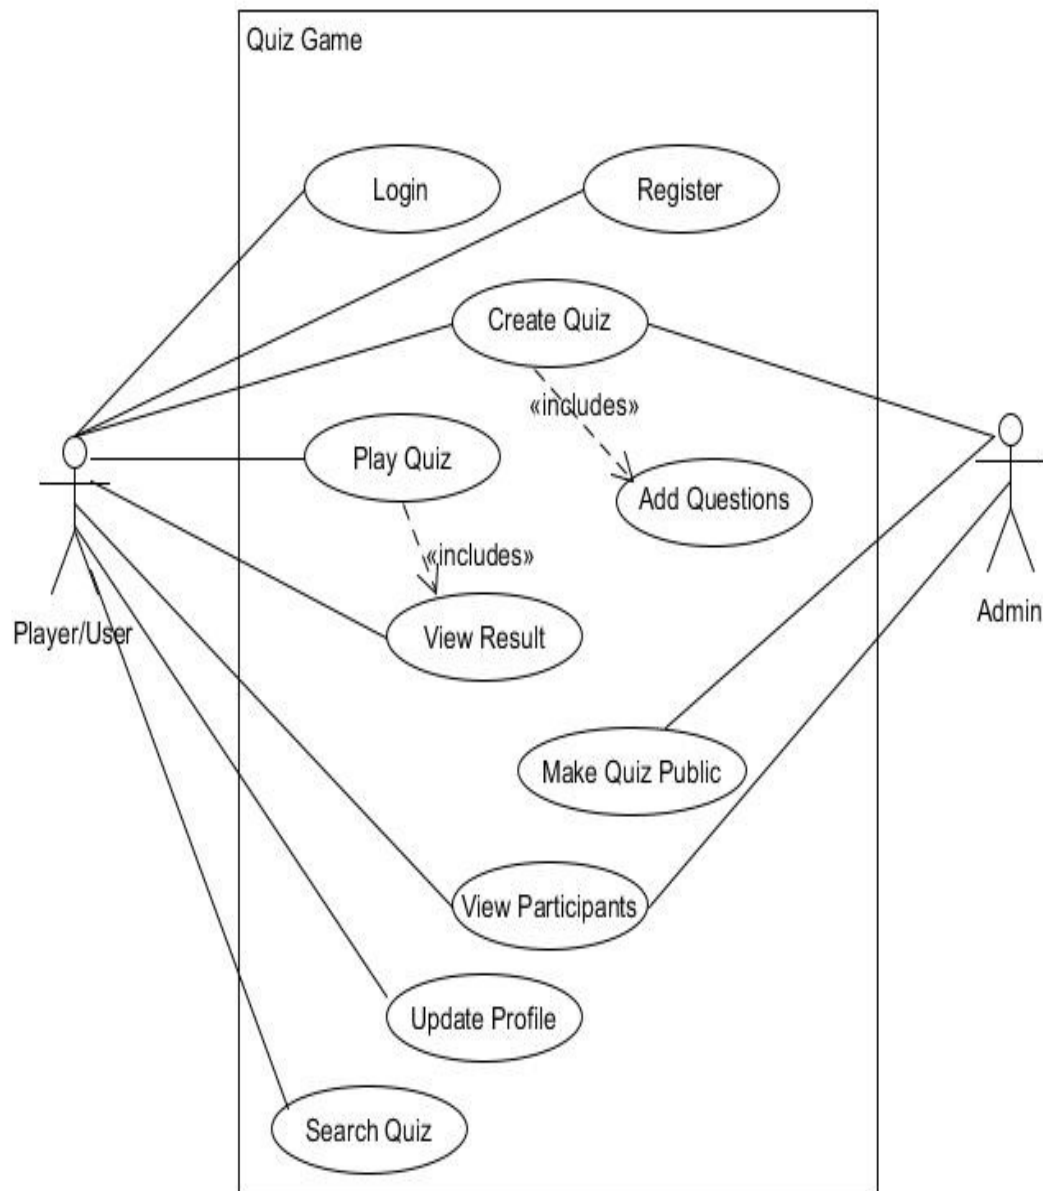 Quiz Game
Login
Register
Create Quiz
«includes»
Play Quiz
Add Questions
«includes»
Player/User
View Result
Admin
Make Quiz Public
View Participants
Update Profile
Search Quiz